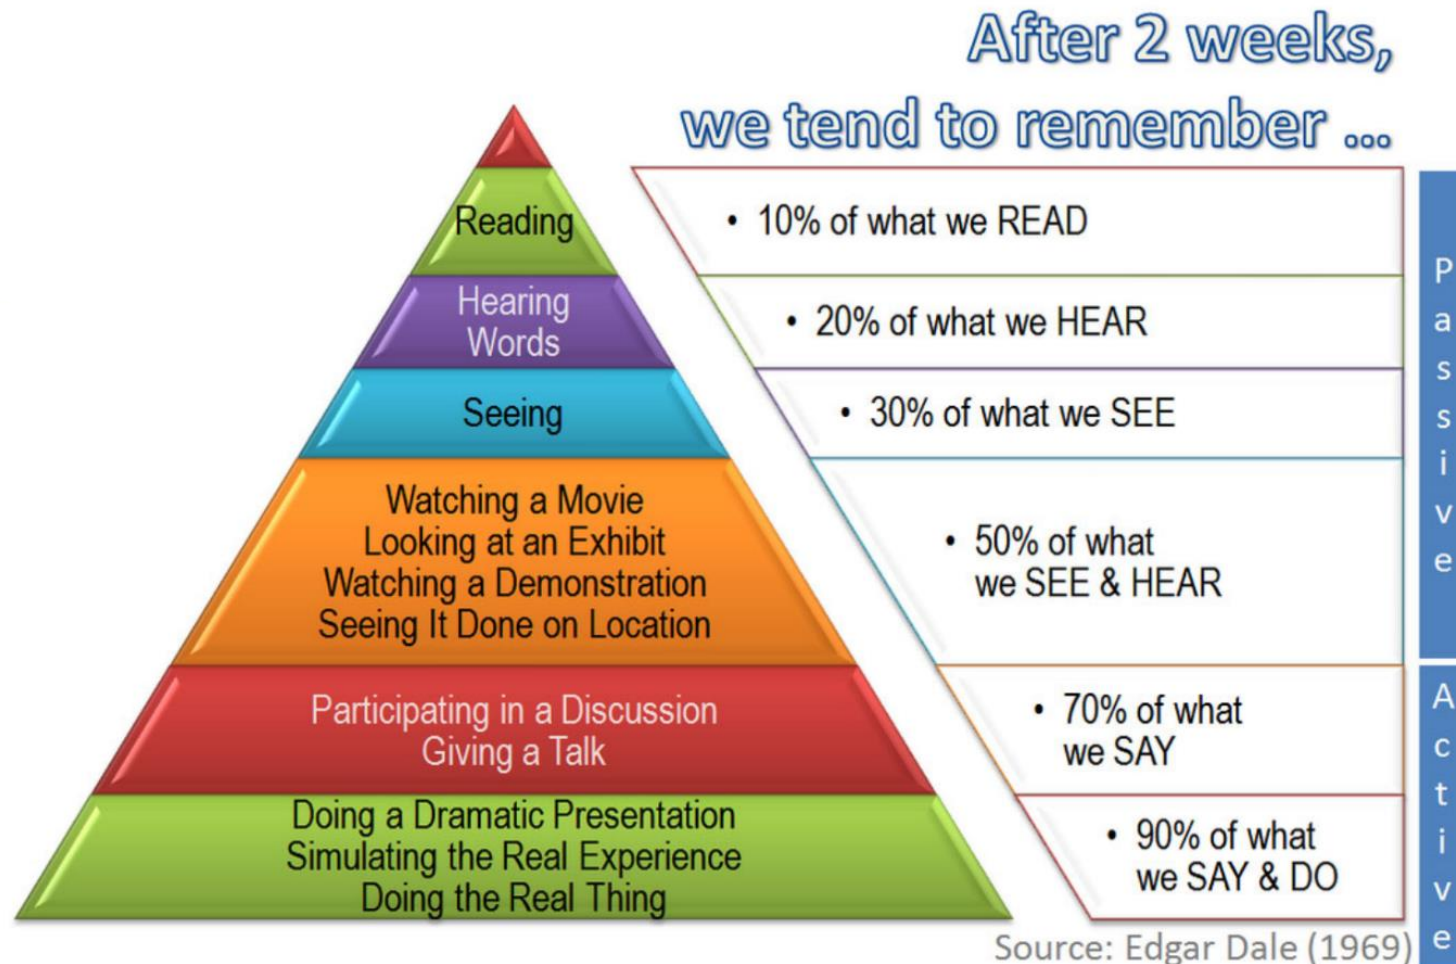 After 2 weeks,
we tend to remember ...
Reading
• 10% of what we READ
Hearing
Words
• 20% of what we HEAR
Seeing
• 30% of what we SEE
Watching a Movie
Looking at an Exhibit
Watching a Demonstration
Seeing It Done on Location
• 50% of what
we SEE & HEAR
Participating in a Discussion
Giving a Talk
• 70% of what
we SAY
Doing a Dramatic Presentation
Simulating the Real Experience
Doing the Real Thing
• 90% of what
we SAY & DO
Passive
Active
Source: Edgar Dale (1969)